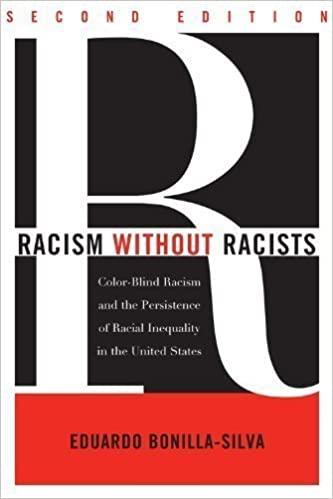 SECOND EDITION
R
RACISM WITHOUT RACISTS
Color-Blind Racism
and the Persistence
of Racial Inequality
in the United States
EDUARDO BONILLA-SILVA